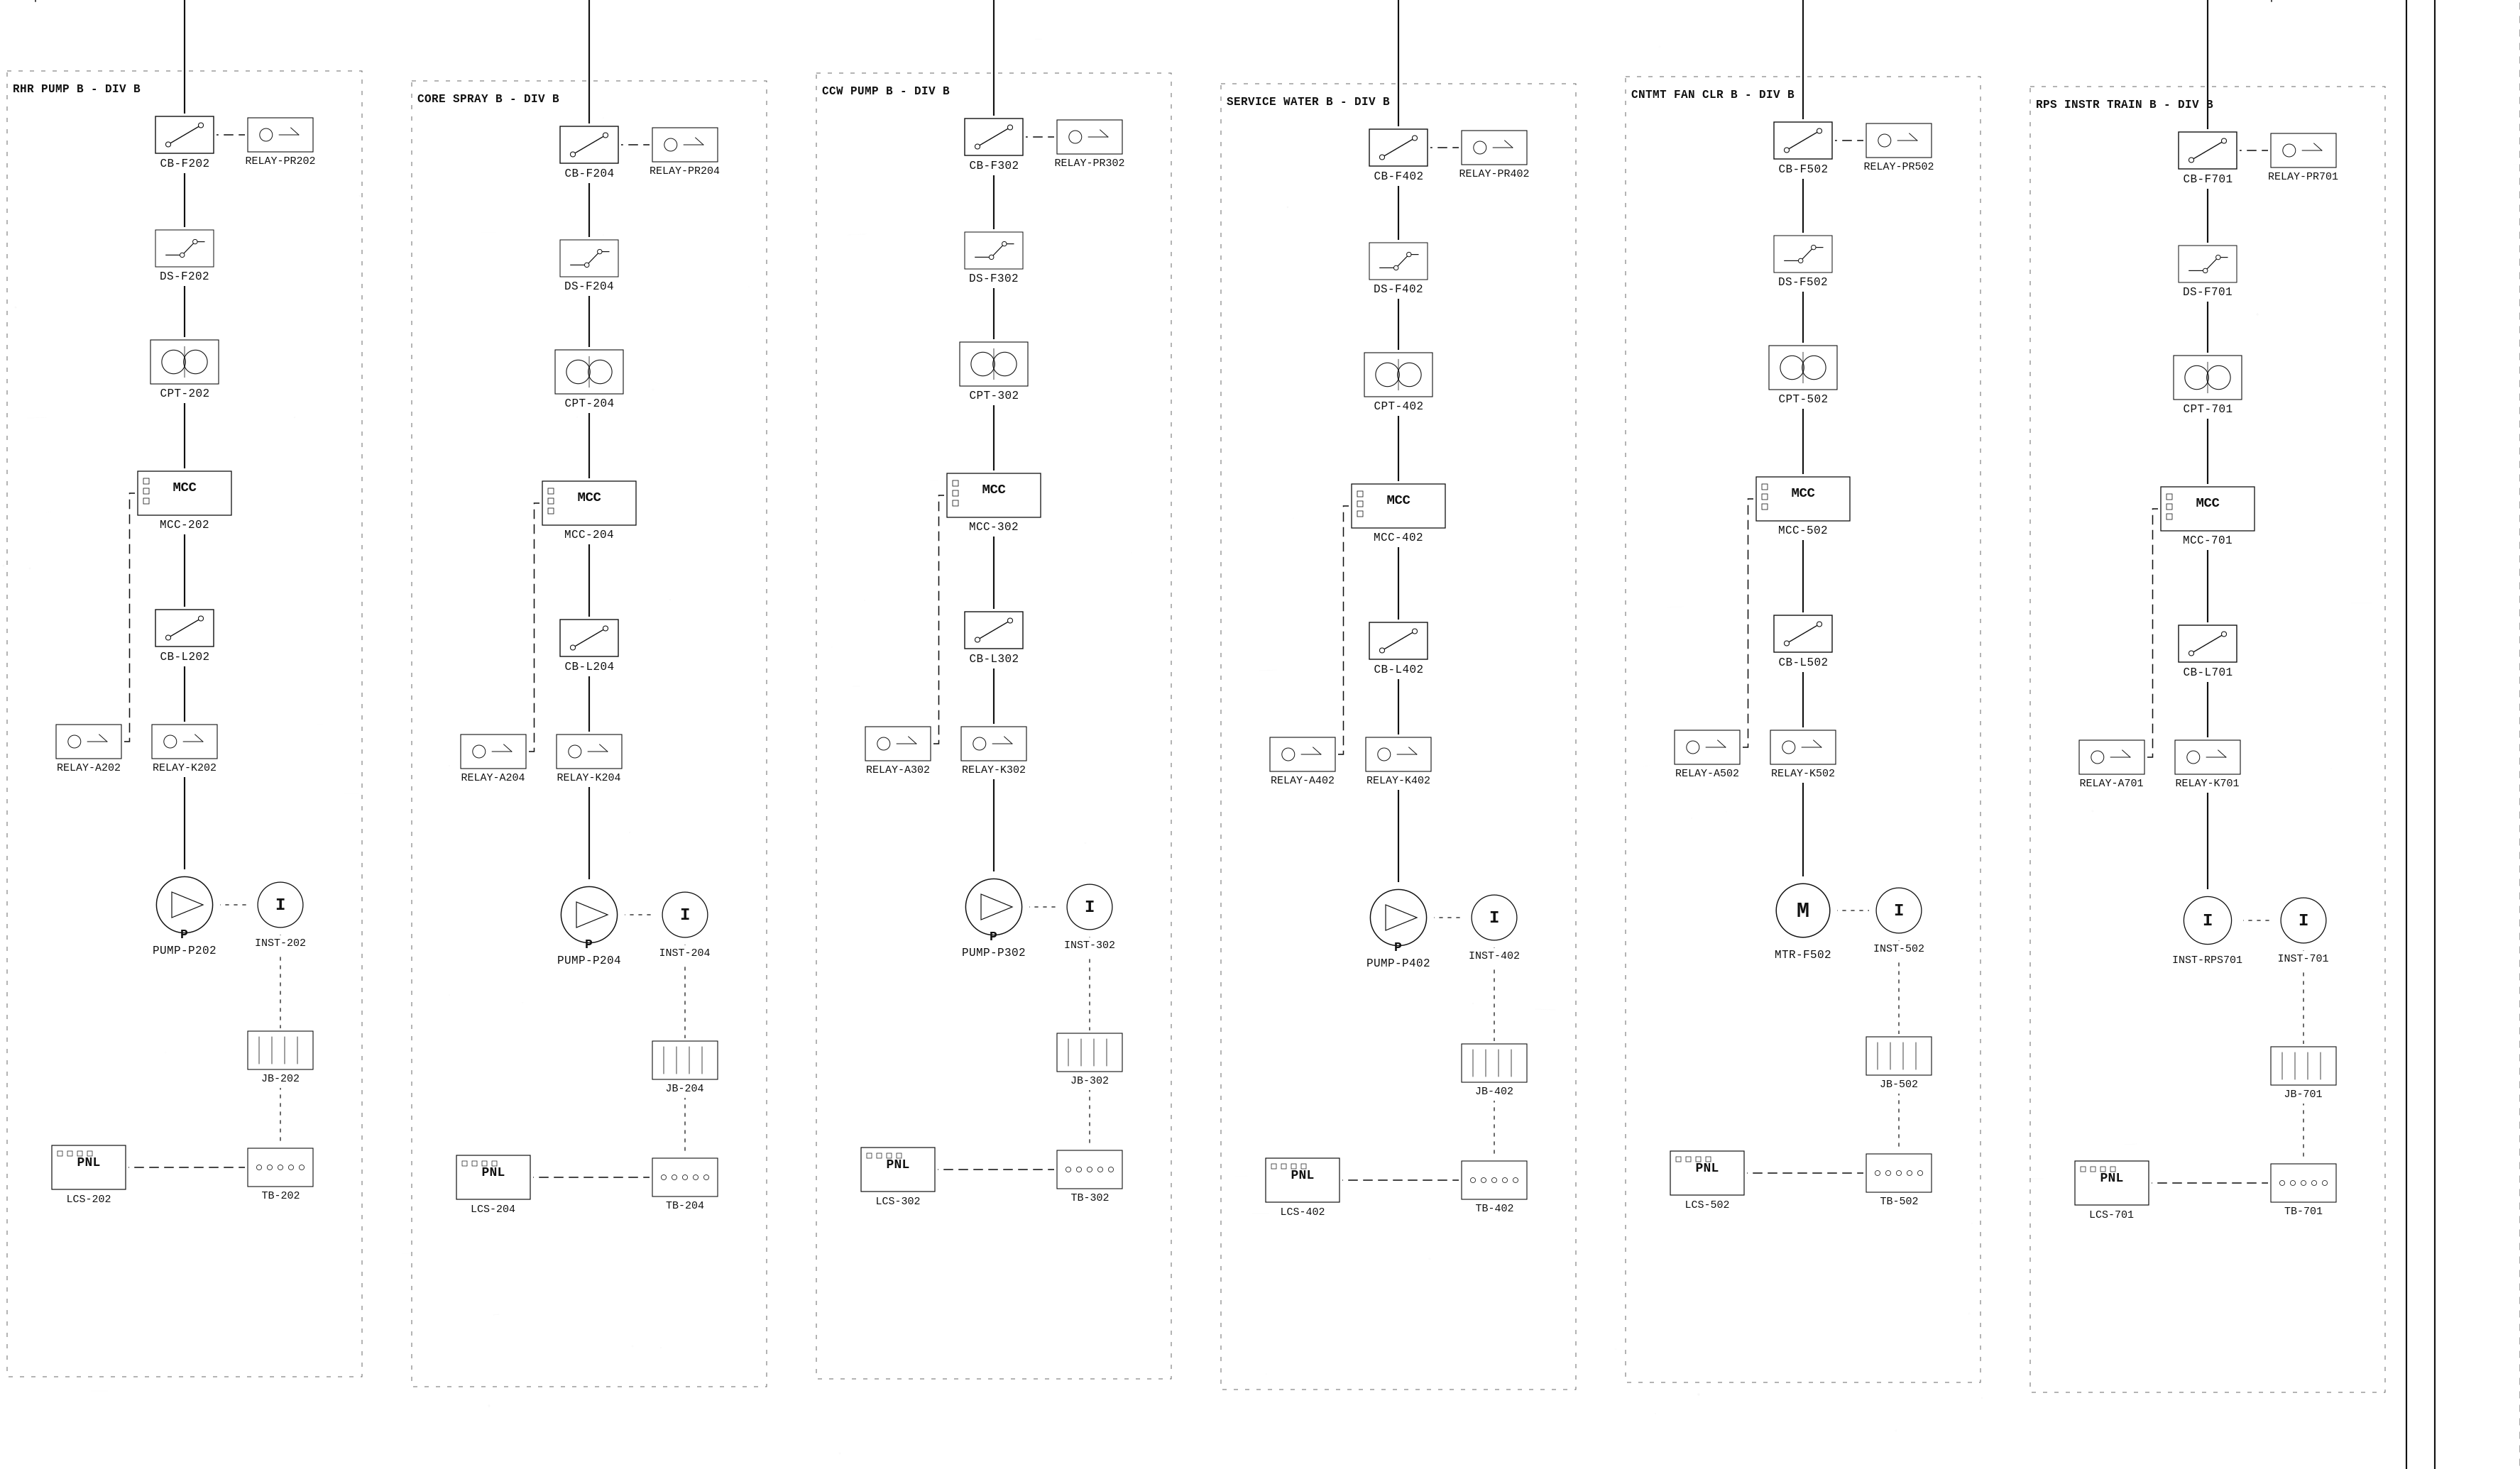 RHR PUMP B - DIV B
CB-F202
RELAY-PR202
DS-F202
CPT-202
MCC
MCC-202
CB-L202
RELAY-A202
RELAY-K202
P
PUMP-P202
I
INST-202
JB-202
PNL
LCS-202
TB-202
CORE SPRAY B - DIV B
CB-F204
RELAY-PR204
DS-F204
CPT-204
MCC
MCC-204
CB-L204
RELAY-A204
RELAY-K204
P
PUMP-P204
I
INST-204
JB-204
PNL
LCS-204
TB-204
CCW PUMP B - DIV B
CB-F302
RELAY-PR302
DS-F302
CPT-302
MCC
MCC-302
CB-L302
RELAY-A302
RELAY-K302
P
PUMP-P302
I
INST-302
JB-302
PNL
LCS-302
TB-302
SERVICE WATER B - DIV B
CB-F402
RELAY-PR402
DS-F402
CPT-402
MCC
MCC-402
CB-L402
RELAY-A402
RELAY-K402
P
PUMP-P402
I
INST-402
JB-402
PNL
LCS-402
TB-402
CNTMT FAN CLR B - DIV B
CB-F502
RELAY-PR502
DS-F502
CPT-502
MCC
MCC-502
CB-L502
RELAY-A502
RELAY-K502
M
MTR-F502
I
INST-502
JB-502
PNL
LCS-502
TB-502
RPS INSTR TRAIN B - DIV B
CB-F701
RELAY-PR701
DS-F701
CPT-701
MCC
MCC-701
CB-L701
RELAY-A701
RELAY-K701
I
INST-RPS701
I
INST-701
JB-701
PNL
LCS-701
TB-701